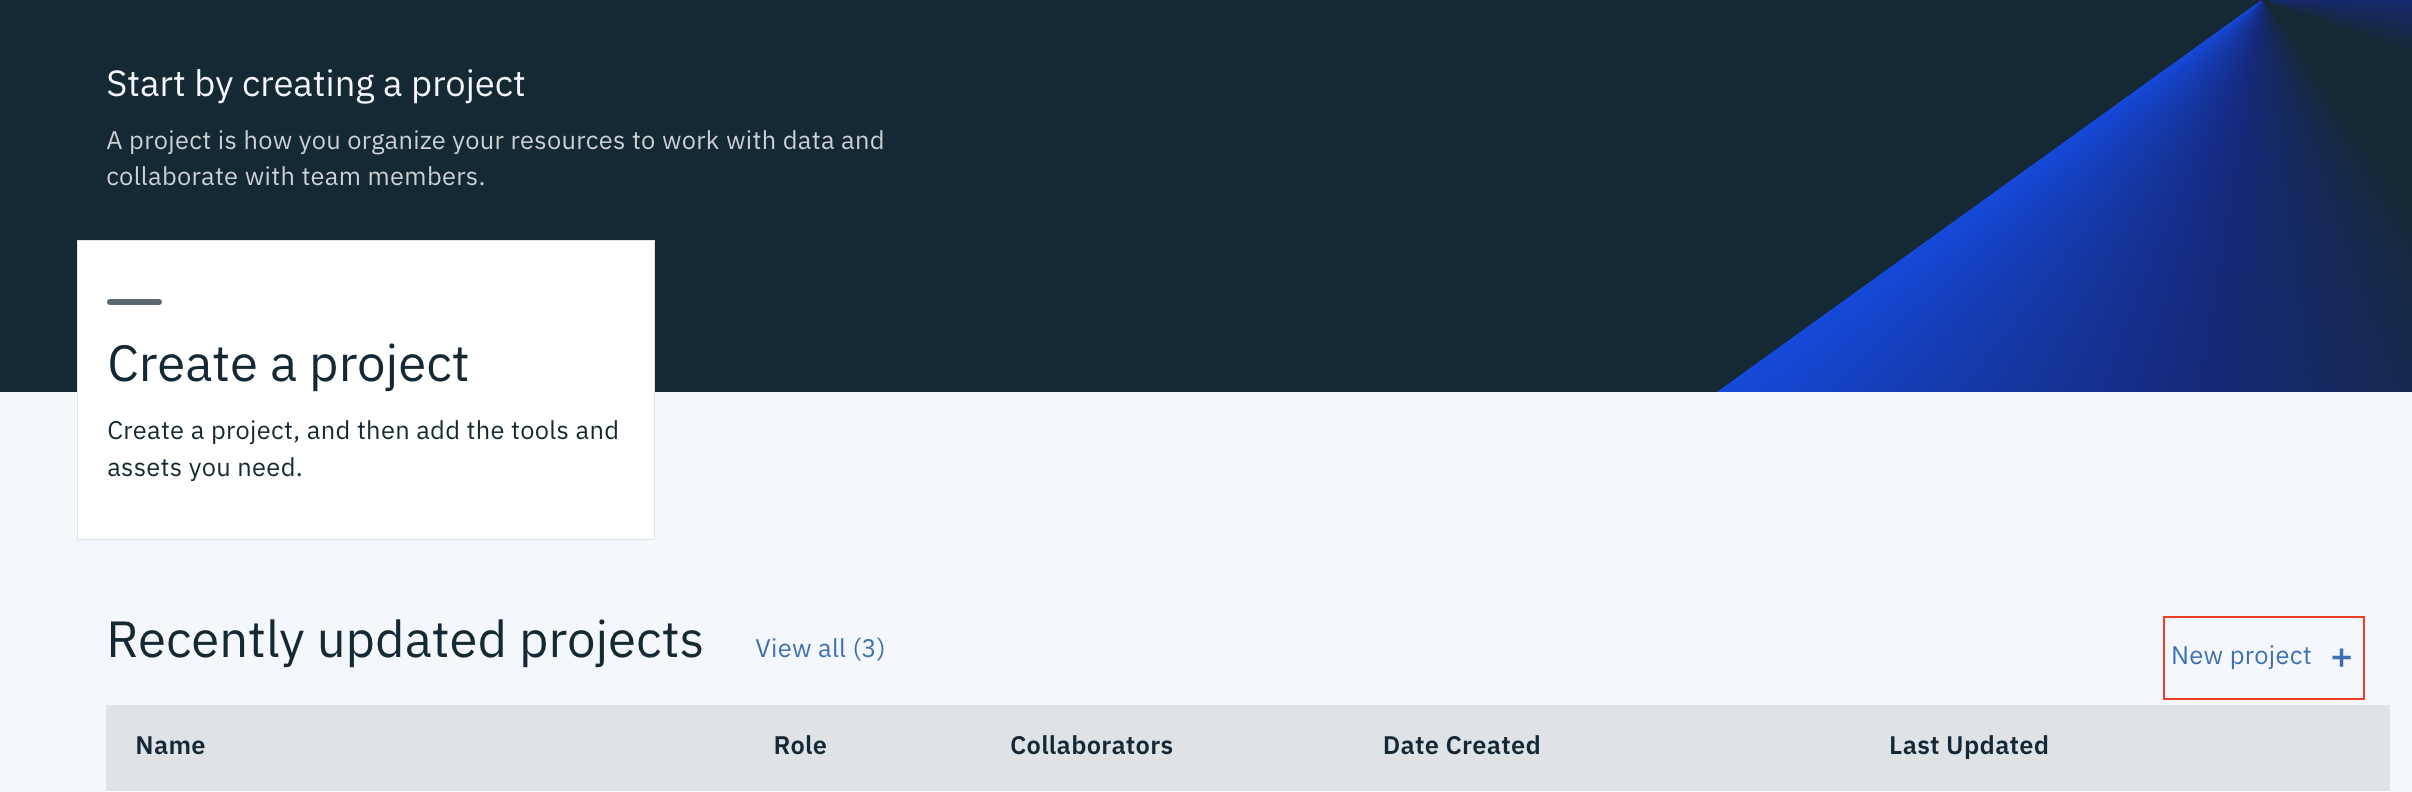 Start by creating a project
A project is how you organize your resources to work with data and
collaborate with team members.
Create a project
Create a project, and then add the tools and
assets you need.
Recently updated projects View all (3) New project +
Name Role Collaborators Date Created Last Updated